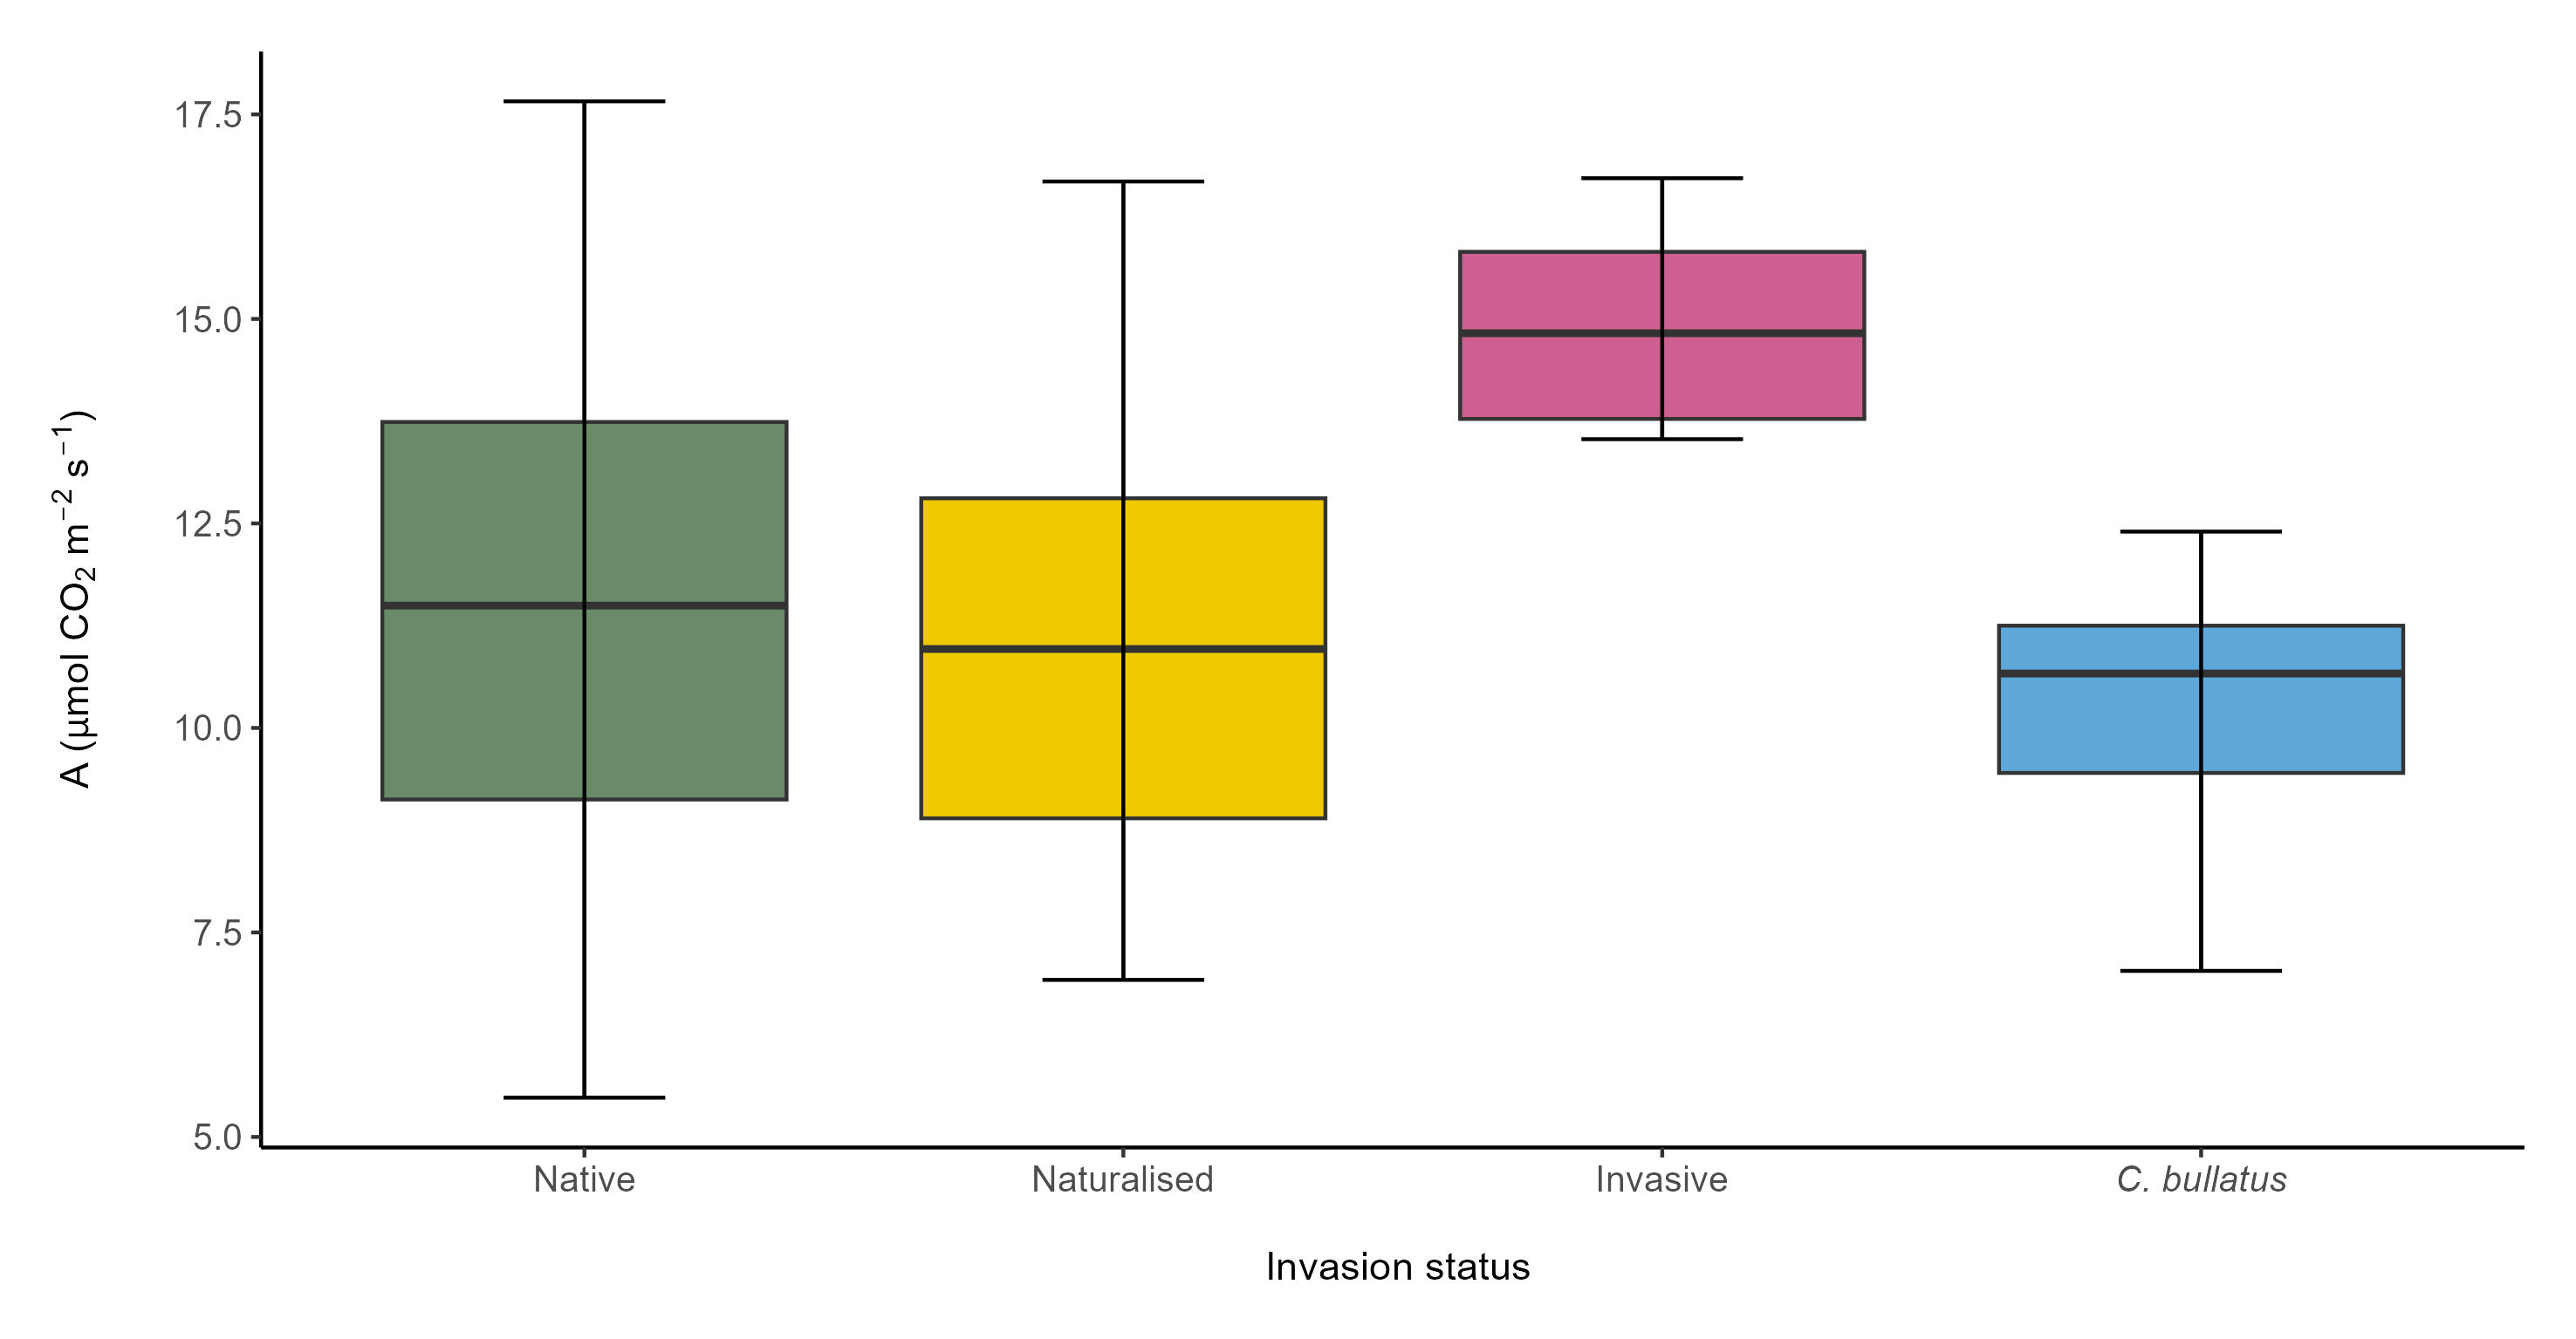 17.5
15.0
12.5
10.0
7.5
5.0
A (µmol CO₂ m⁻² s⁻¹)
Native Naturalised Invasive C. bullatus
Invasion status